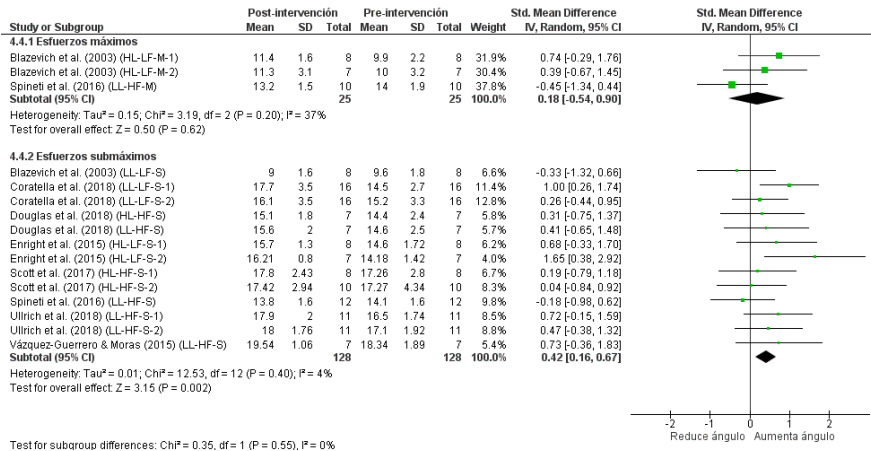 Post-intervención Pre-intervención Std. Mean Difference Std. Mean Difference
Study or Subgroup Mean SD Total Mean SD Total Weight IV, Random, 95% CI IV, Random, 95% CI
4.4.1 Esfuerzos máximos
Blazevich et al. (2003) (HL-LF-M-1) 11.4 1.6 8 9.9 2.2 8 31.9% 0.74 [-0.29, 1.76]
Blazevich et al. (2003) (HL-LF-M-2) 11.3 3.1 7 10 3.2 7 30.4% 0.39 [-0.67, 1.45]
Spineti et al. (2016) (LL-HF-M) 13.2 1.5 10 14 1.9 10 37.8% -0.45 [-1.34, 0.44]
Subtotal (95% CI) 25 25 100.0% 0.18 [-0.54, 0.90]
Heterogeneity: Tau² = 0.15; Chi² = 3.19, df = 2 (P = 0.20); I² = 37%
Test for overall effect: Z = 0.50 (P = 0.62)
4.4.2 Esfuerzos submáximos
Blazevich et al. (2003) (LL-LF-S) 9 1.6 8 9.6 1.8 8 6.6% -0.33 [-1.32, 0.66]
Coratella et al. (2018) (LL-LF-S-1) 17.7 3.5 16 14.5 2.7 16 11.4% 1.00 [0.26, 1.74]
Coratella et al. (2018) (LL-LF-S-2) 16.1 3.5 16 15.2 3.3 16 12.7% 0.26 [-0.44, 0.95]
Douglas et al. (2018) (HL-HF-S) 15.1 1.8 7 14.4 2.4 7 5.8% 0.31 [-0.75, 1.37]
Douglas et al. (2018) (LL-HF-S) 15.6 2 7 14.6 2.5 7 5.7% 0.41 [-0.65, 1.48]
Enright et al. (2015) (HL-LF-S-1) 15.7 1.3 8 14.6 1.72 8 6.2% 0.68 [-0.33, 1.70]
Enright et al. (2015) (HL-LF-S-2) 16.21 0.8 7 14.18 1.42 7 4.1% 1.65 [0.38, 2.92]
Scott et al. (2017) (HL-HF-S-1) 17.8 2.43 8 17.26 2.8 8 6.7% 0.19 [-0.79, 1.18]
Scott et al. (2017) (HL-HF-S-2) 17.42 2.94 10 17.27 4.34 10 8.3% 0.04 [-0.84, 0.92]
Spineti et al. (2016) (LL-HF-S) 13.8 1.6 12 14.1 1.6 12 9.8% -0.18 [-0.98, 0.62]
Ullrich et al. (2018) (LL-HF-S-1) 17.9 2 11 16.5 1.74 11 8.4% 0.72 [-0.15, 1.59]
Ullrich et al. (2018) (LL-HF-S-2) 18 1.76 11 17.1 1.92 11 8.7% 0.47 [-0.38, 1.32]
Vázquez-Guerrero & Moras (2015) (LL-HF-S) 19.54 1.06 7 18.34 1.89 7 5.4% 0.73 [-0.36, 1.83]
Subtotal (95% CI) 128 128 100.0% 0.42 [0.16, 0.67]
Heterogeneity: Tau² = 0.01; Chi² = 12.53, df = 12 (P = 0.40); I² = 4%
Test for overall effect: Z = 3.15 (P = 0.002)
-2 -1 0 1 2
Reduce ángulo Aumenta ángulo
Test for subgroup differences: Chi² = 0.35, df = 1 (P = 0.55), I² = 0%